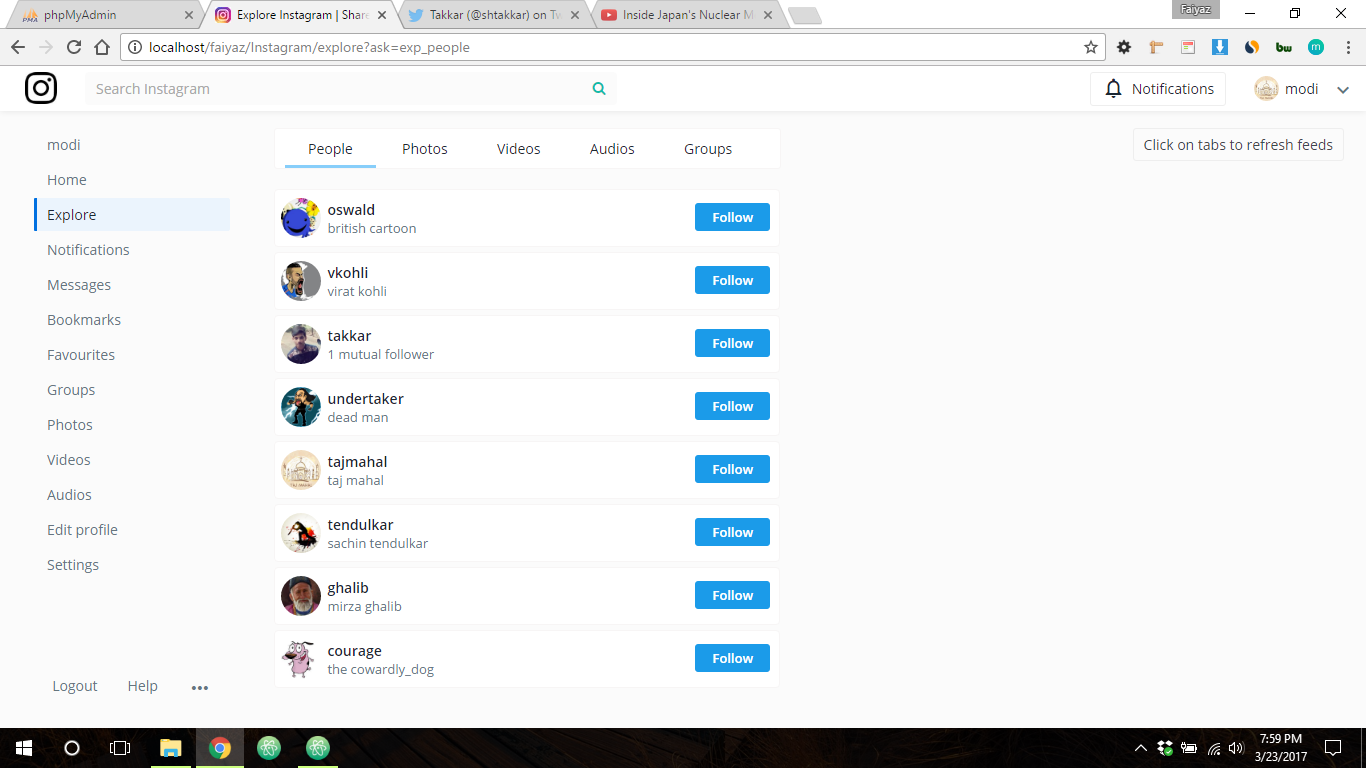 Faiyaz
phpMyAdmin
Explore Instagram | Share
Takkar (@shtakkar) on Tw
Inside Japan's Nuclear M
localhost/faiyaz/Instagram/explore?ask=exp_people
Search Instagram
Notifications
modi
modi
Home
Explore
Notifications
Messages
Bookmarks
Favourites
Groups
Photos
Videos
Audios
Edit profile
Settings
Logout Help
People Photos Videos Audios Groups
Click on tabs to refresh feeds
oswald
british cartoon
Follow
vkohli
virat kohli
Follow
takkar
1 mutual follower
Follow
undertaker
dead man
Follow
tajmahal
taj mahal
Follow
tendulkar
sachin tendulkar
Follow
ghalib
mirza ghalib
Follow
courage
the cowardly_dog
Follow
7:59 PM
3/23/2017